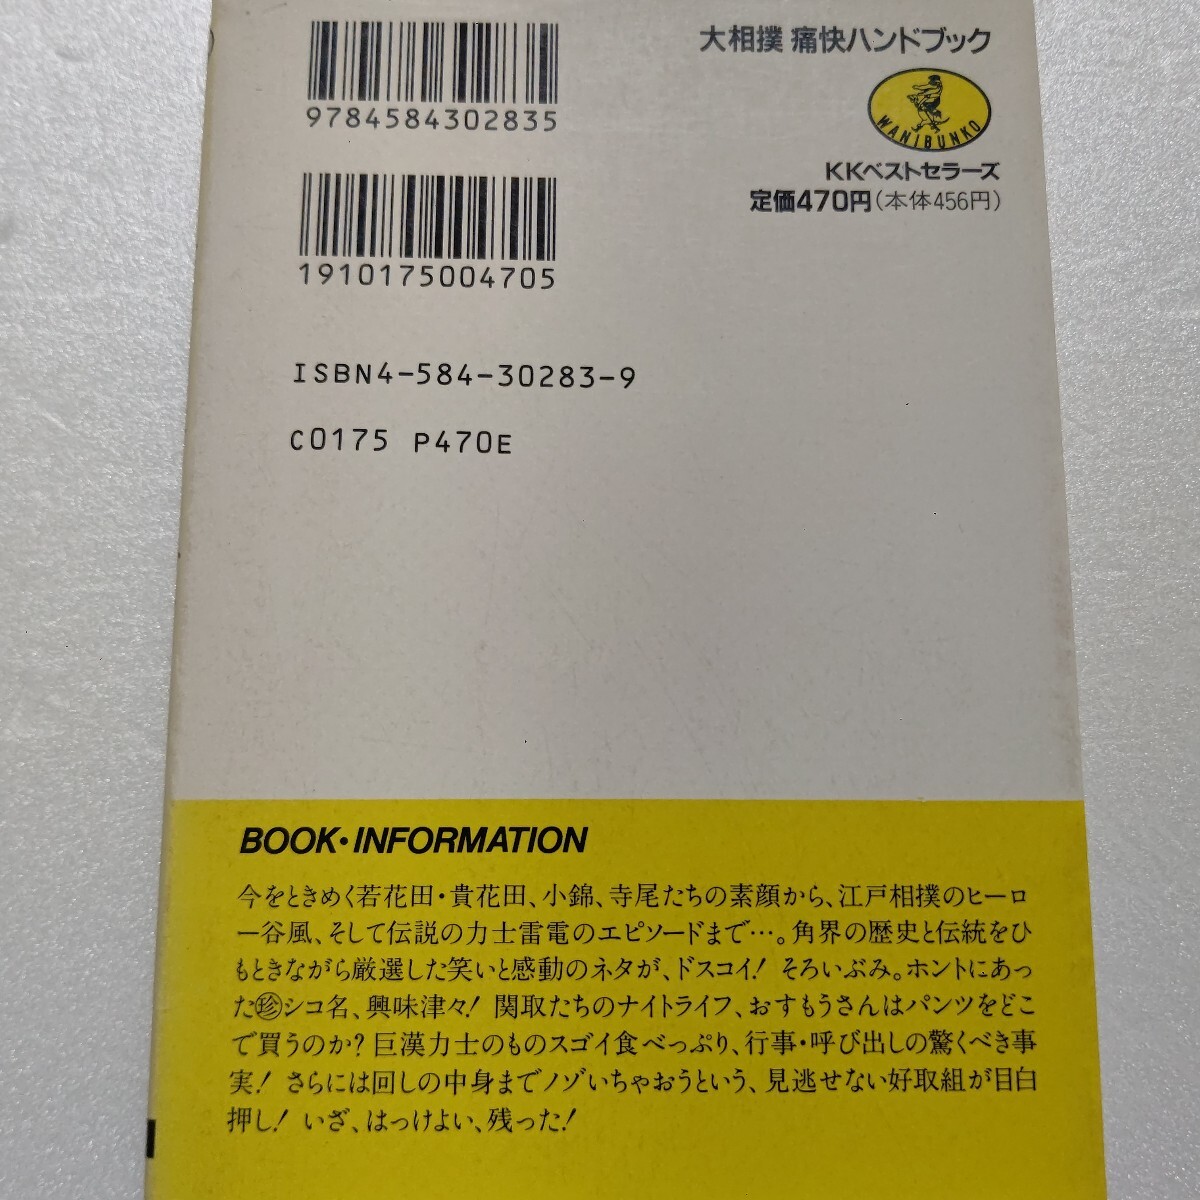 9784584302835
大相撲 痛快ハンドブック
WANIBUNKO
KKベストセラーズ
定価470円(本体456円)
1910175004705
ISBN4-584-30283-9
C0175 P470E
BOOK・INFORMATION
今をときめく若花田・貴花田、小錦、寺尾たちの素顔から、江戸相撲のヒーロ
ー谷風、そして伝説の力士雷電のエピソードまで…。角界の歴史と伝統をひ
もときながら厳選した笑いと感動のネタが、ドスコイ! そろいぶみ。ホントにあっ
た㊟シコ名、興味津々! 関取たちのナイトライフ、おすもうさんはパンツをどこ
で買うのか? 巨漢力士のものスゴイ食べっぷり、行事・呼び出しの驚くべき事
実! さらには回しの中身までノゾいちゃおうという、見逃せない好取組が目白
押し! いざ、はっけよい、残った!